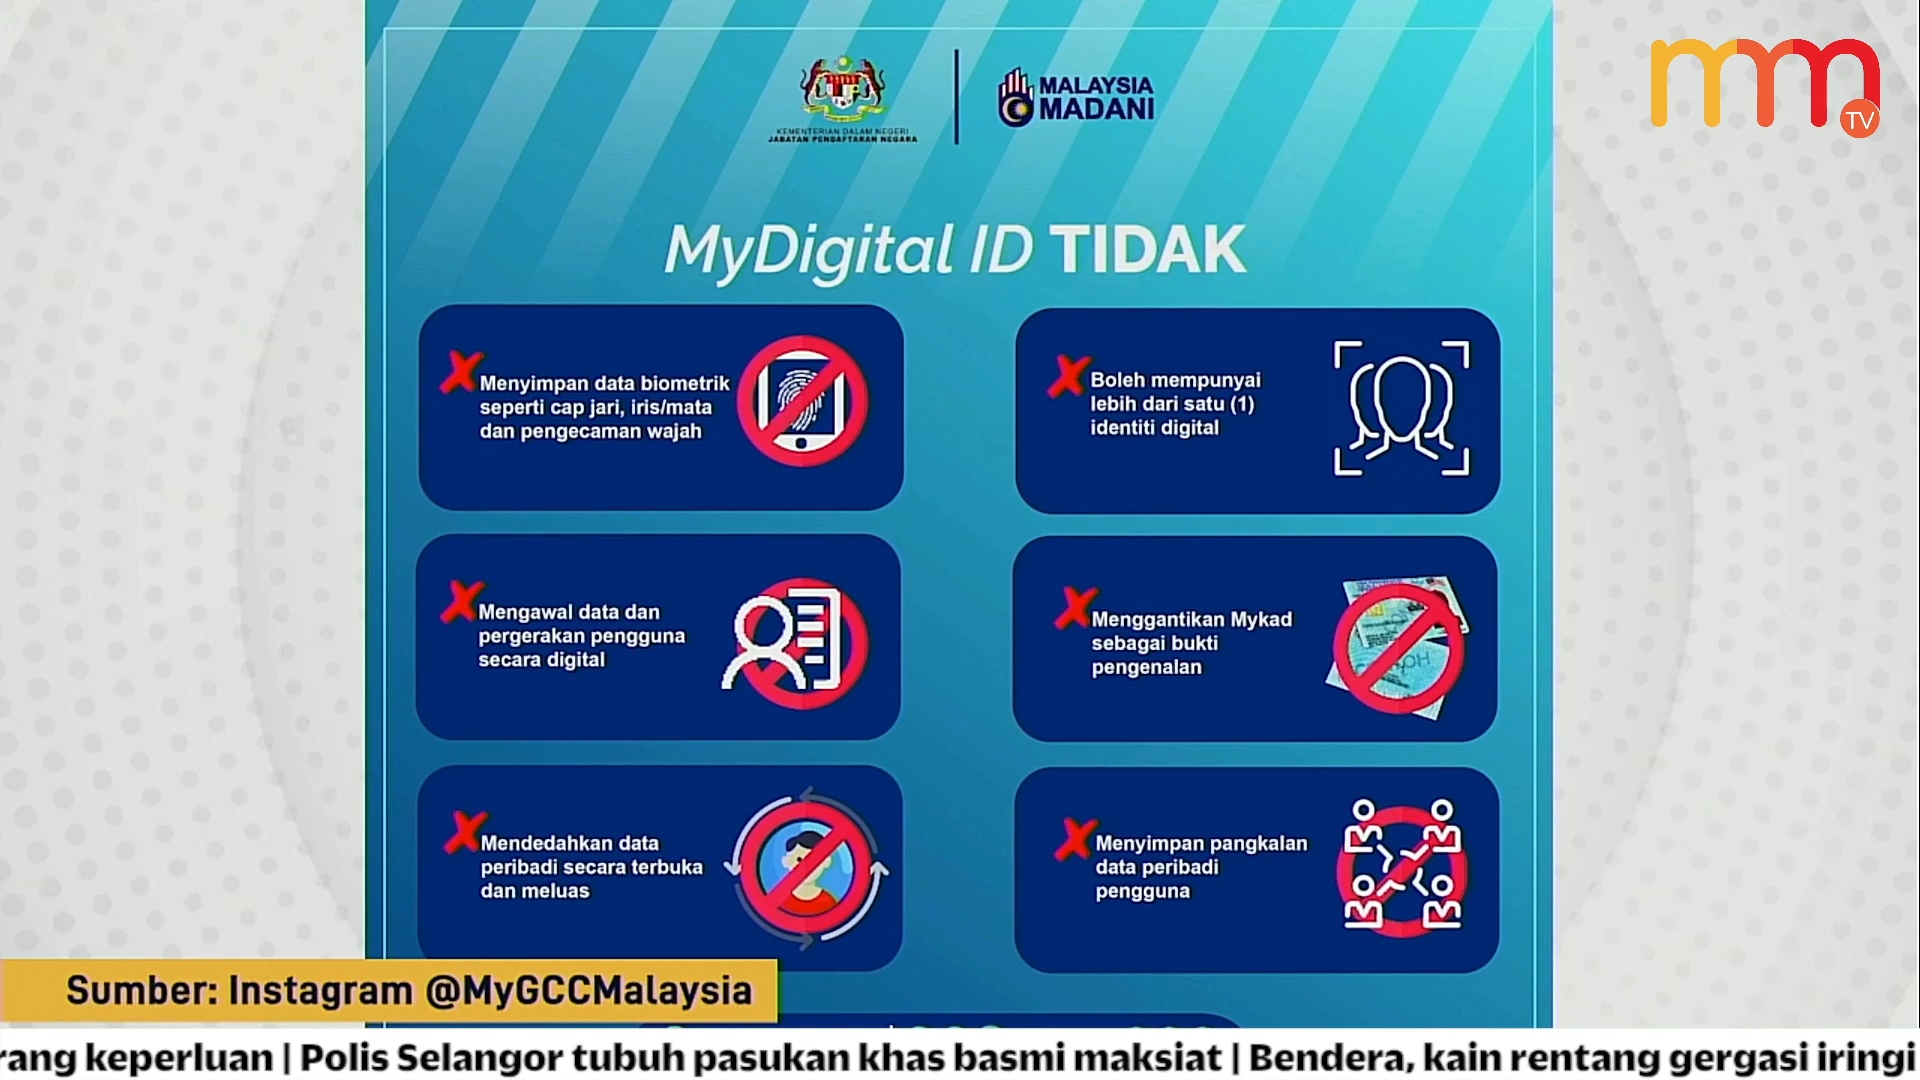 mm
TV
KEMENTERIAN DALAM NEGERI
JABATAN PENDAFTARAN NEGARA
MALAYSIA
MADANI
MyDigital ID TIDAK
Menyimpan data biometrik
seperti cap jari, iris/mata
dan pengecaman wajah
Boleh mempunyai
lebih dari satu (1)
identiti digital
Mengawal data dan
pergerakan pengguna
secara digital
Menggantikan Mykad
sebagai bukti
pengenalan
Mendedahkan data
peribadi secara terbuka
dan meluas
Menyimpan pangkalan
data peribadi
pengguna
Sumber: Instagram @MyGCCMalaysia
rang keperluan | Polis Selangor tubuh pasukan khas basmi maksiat | Bendera, kain rentang gergasi iringi